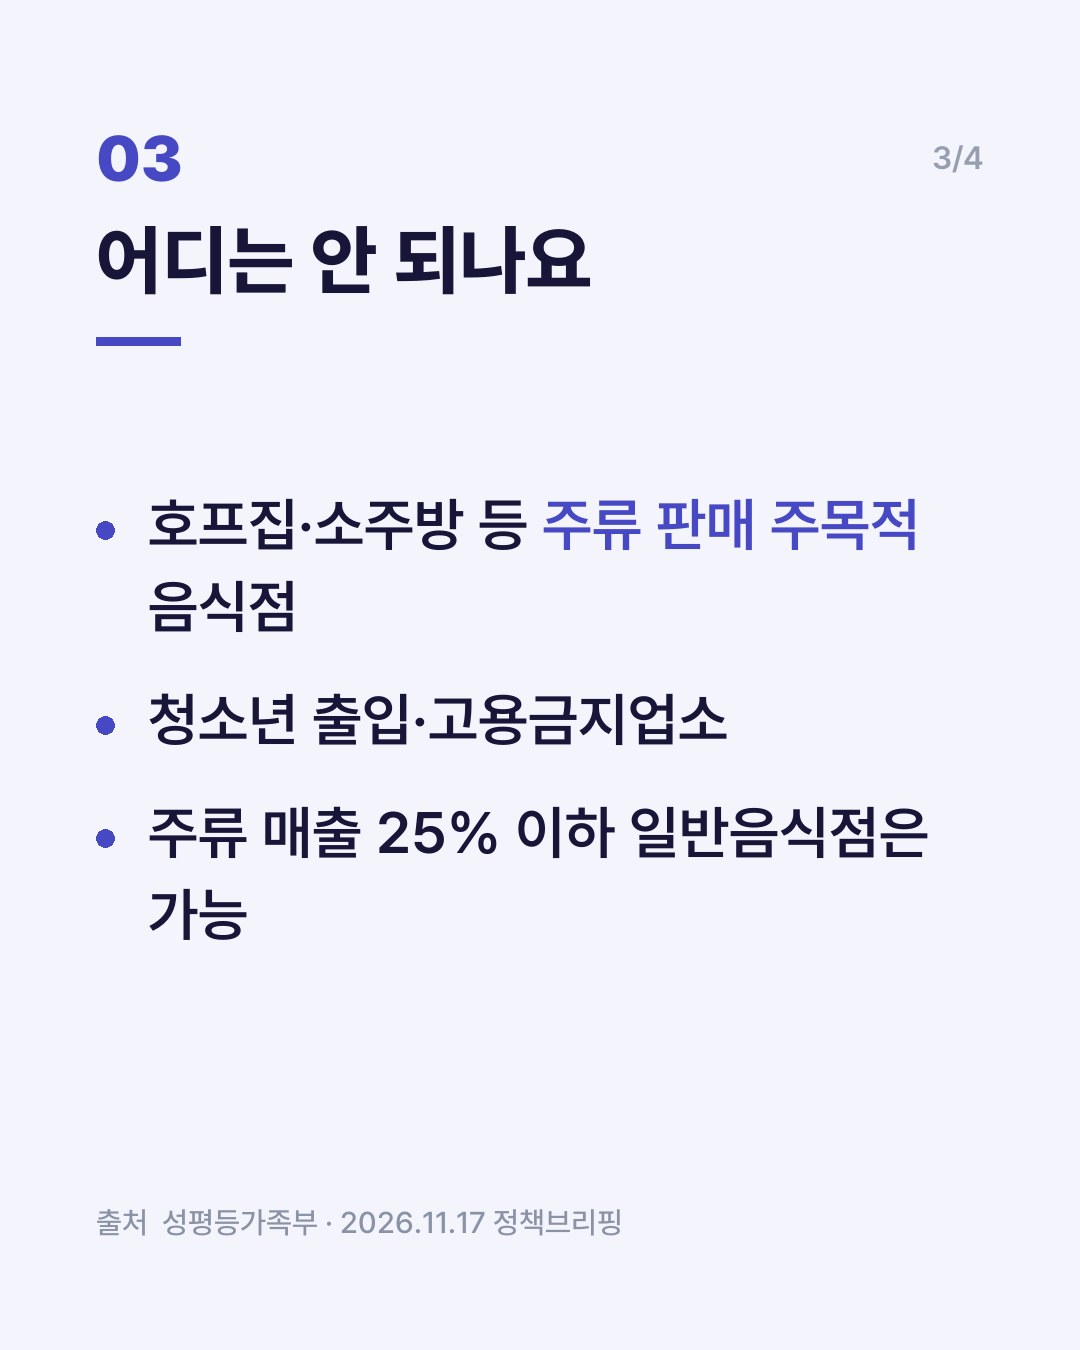 03
3/4
어디는 안 되나요
호프집·소주방 등 주류 판매 주목적
음식점
청소년 출입·고용금지업소
주류 매출 25% 이하 일반음식점은
가능
출처 성평등가족부 · 2026.11.17 정책브리핑